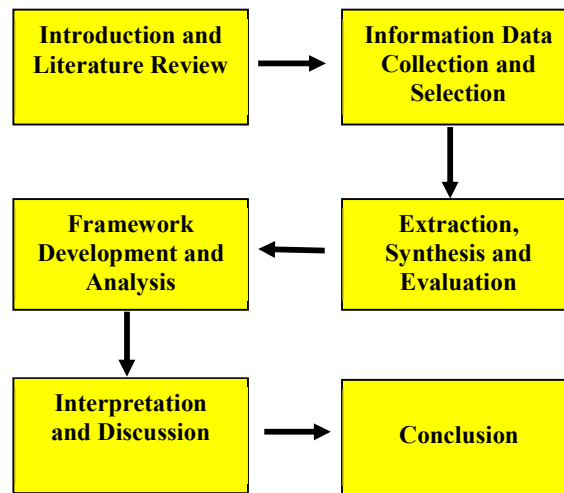 Introduction and
Literature Review
Information Data
Collection and
Selection
Extraction,
Synthesis and
Evaluation
Framework
Development and
Analysis
Interpretation
and Discussion
Conclusion